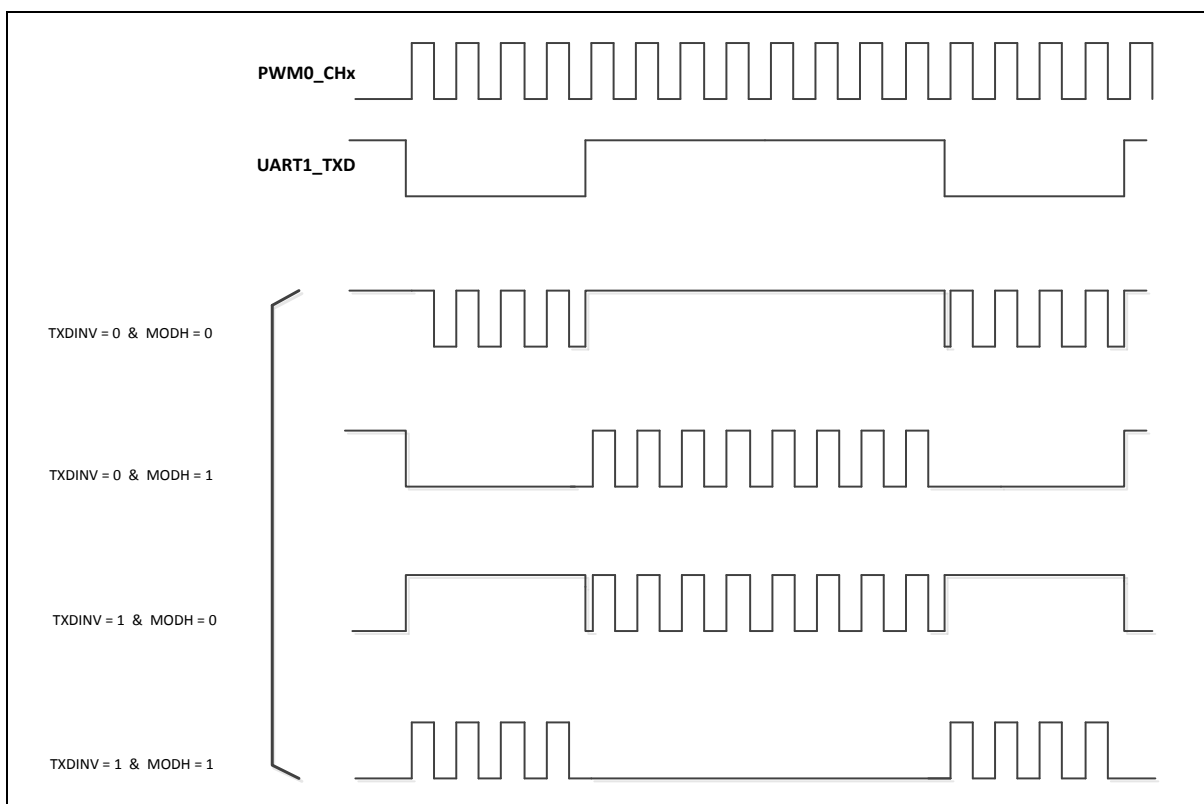 PWM0_CHx
UART1_TXD
TXDINV = 0 & MODH = 0
TXDINV = 0 & MODH = 1
TXDINV = 1 & MODH = 0
TXDINV = 1 & MODH = 1